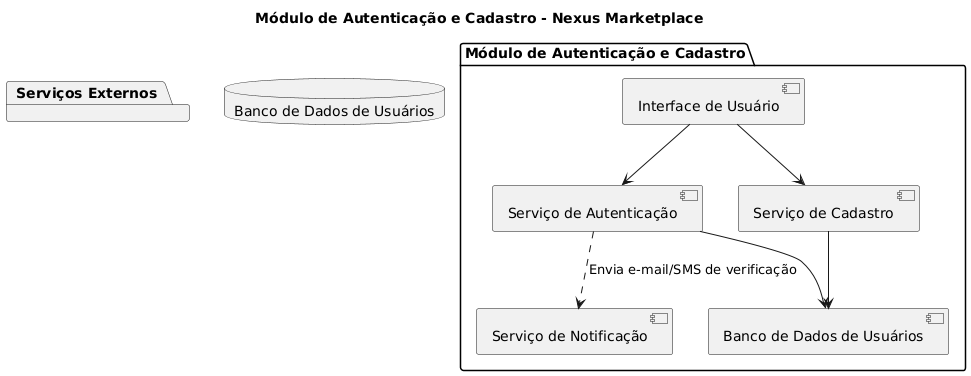 Módulo de Autenticação e Cadastro - Nexus Marketplace
Módulo de Autenticação e Cadastro
Serviços Externos
Banco de Dados de Usuários
Interface de Usuário
Serviço de Autenticação
Serviço de Cadastro
Envia e-mail/SMS de verificação
Serviço de Notificação
Banco de Dados de Usuários